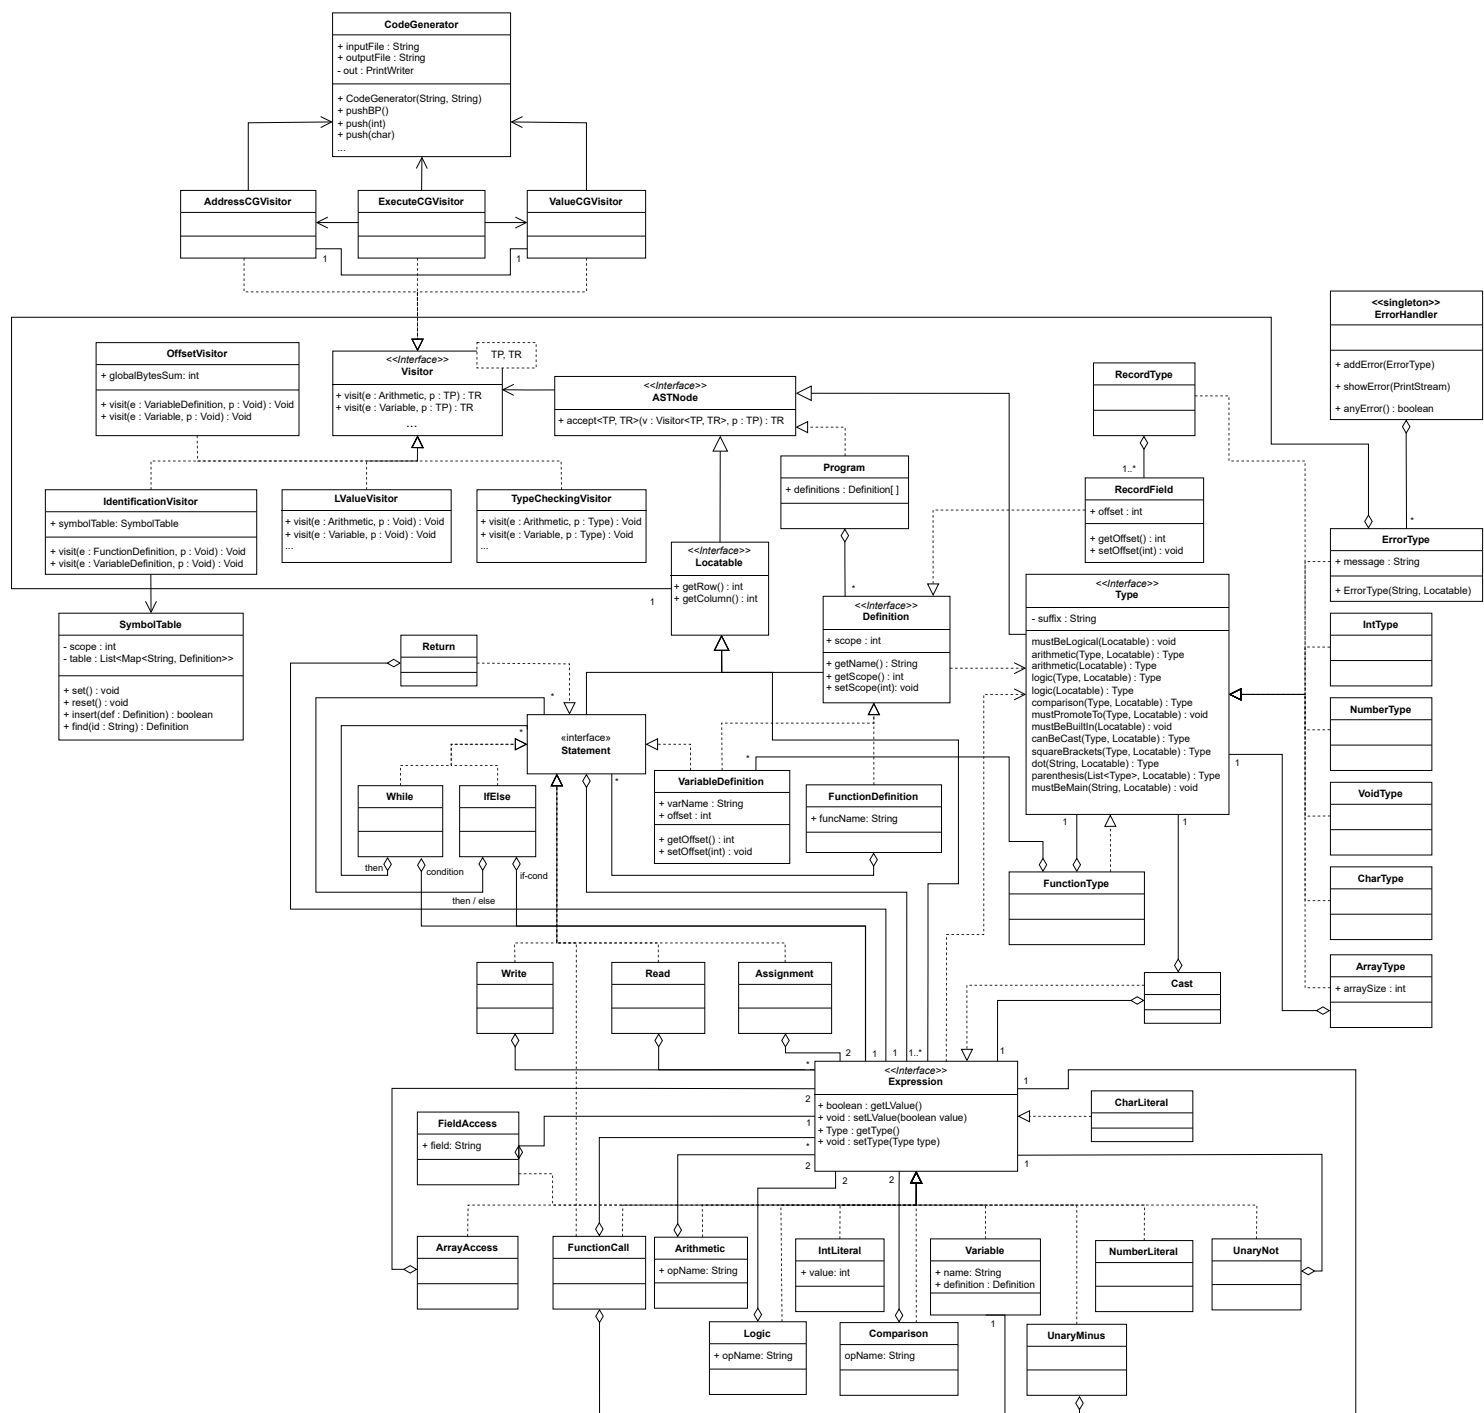 CodeGenerator
+ inputFile : String
+ outputFile : String
- out : PrintWriter
+ CodeGenerator(String, String)
+ pushBP()
+ push(int)
+ push(char)
...
AddressCGVisitor
ExecuteCGVisitor
ValueCGVisitor
1
1
<<singleton>>
ErrorHandler
+ addError(ErrorType)
+ showError(PrintStream)
+ anyError() : boolean
OffsetVisitor
+ globalBytesSum: int
+ visit(e : VariableDefinition, p : Void) : Void
+ visit(e : Variable, p : Void) : Void
<<Interface>>
Visitor
TP, TR
+ visit(e : Arithmetic, p : TP) : TR
+ visit(e : Variable, p : TP) : TR
...
<<Interface>>
ASTNode
+ accept<TP, TR>(v : Visitor<TP, TR>, p : TP) : TR
RecordType
1..*
Program
+ definitions : Definition[ ]
*
RecordField
+ offset : int
+ getOffset() : int
+ setOffset(int) : void
IdentificationVisitor
+ symbolTable: SymbolTable
+ visit(e : FunctionDefinition, p : Void) : Void
+ visit(e : VariableDefinition, p : Void) : Void
LValueVisitor
+ visit(e : Arithmetic, p : Void) : Void
+ visit(e : Variable, p : Void) : Void
...
TypeCheckingVisitor
+ visit(e : Arithmetic, p : Type) : Void
+ visit(e : Variable, p : Type) : Void
...
*
ErrorType
+ message : String
+ ErrorType(String, Locatable)
<<Interface>>
Locatable
+ getRow() : int
+ getColumn() : int
1
<<Interface>>
Definition
+ scope : int
+ getName() : String
+ getScope() : int
+ setScope(int): void
<<Interface>>
Type
- suffix : String
mustBeLogical(Locatable) : void
arithmetic(Type, Locatable) : Type
arithmetic(Locatable) : Type
logic(Type, Locatable) : Type
logic(Locatable) : Type
comparison(Type, Locatable) : Type
mustPromoteTo(Type, Locatable) : void
mustBeBuiltIn(Locatable) : void
canBeCast(Type, Locatable) : Type
squareBrackets(Type, Locatable) : Type
dot(String, Locatable) : Type
parenthesis(List<Type>, Locatable) : Type
mustBeMain(String, Locatable) : void
SymbolTable
- scope : int
- table : List<Map<String, Definition>>
+ set() : void
+ reset() : void
+ insert(def : Definition) : boolean
+ find(id : String) : Definition
Return
IntType
NumberType
VoidType
CharType
ArrayType
+ arraySize : int
*
*
«interface»
Statement
*
*
1
1
1
While
IfElse
then
condition
if-cond
then / else
VariableDefinition
+ varName : String
+ offset : int
+ getOffset() : int
+ setOffset(int) : void
FunctionDefinition
+ funcName: String
FunctionType
Write
Read
Assignment
Cast
*
2
1
1
1..*
1
<<Interface>>
Expression
+ boolean : getLValue()
+ void : setLValue(boolean value)
+ Type : getType()
+ void : setType(Type type)
2
1
*
2
2
2
1
1
CharLiteral
FieldAccess
+ field: String
ArrayAccess
FunctionCall
Arithmetic
+ opName: String
IntLiteral
+ value: int
Variable
+ name: String
+ definition : Definition
1
NumberLiteral
UnaryNot
Logic
+ opName: String
Comparison
opName: String
UnaryMinus